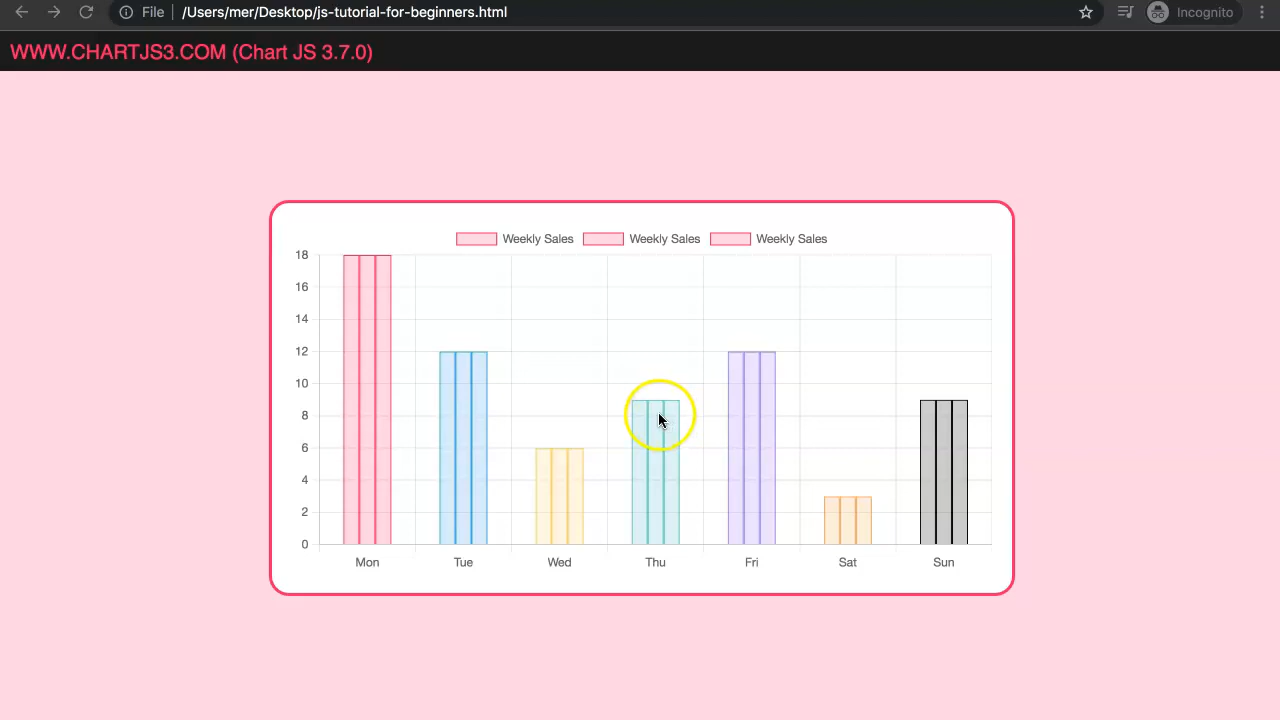 File /Users/mer/Desktop/js-tutorial-for-beginners.html Incognito
WWW.CHARTJS3.COM (Chart JS 3.7.0)
Weekly Sales Weekly Sales Weekly Sales
18
16
14
12
10
8
6
4
2
0
Mon Tue Wed Thu Fri Sat Sun